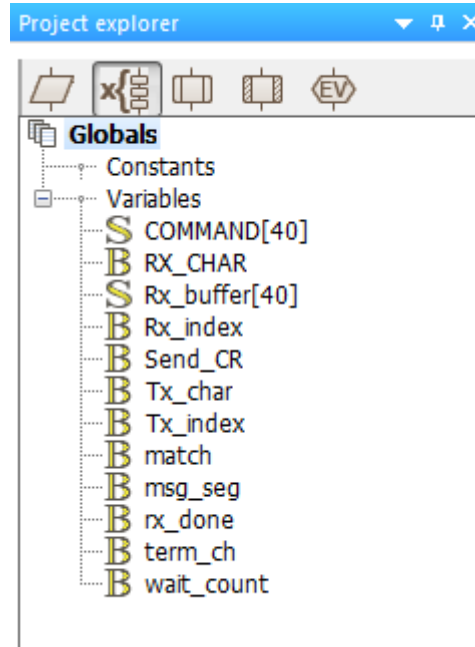 Project explorer
x{
EV
Globals
Constants
Variables
S COMMAND[40]
B RX_CHAR
S Rx_buffer[40]
B Rx_index
B Send_CR
B Tx_char
B Tx_index
B match
B msg_seg
B rx_done
B term_ch
B wait_count